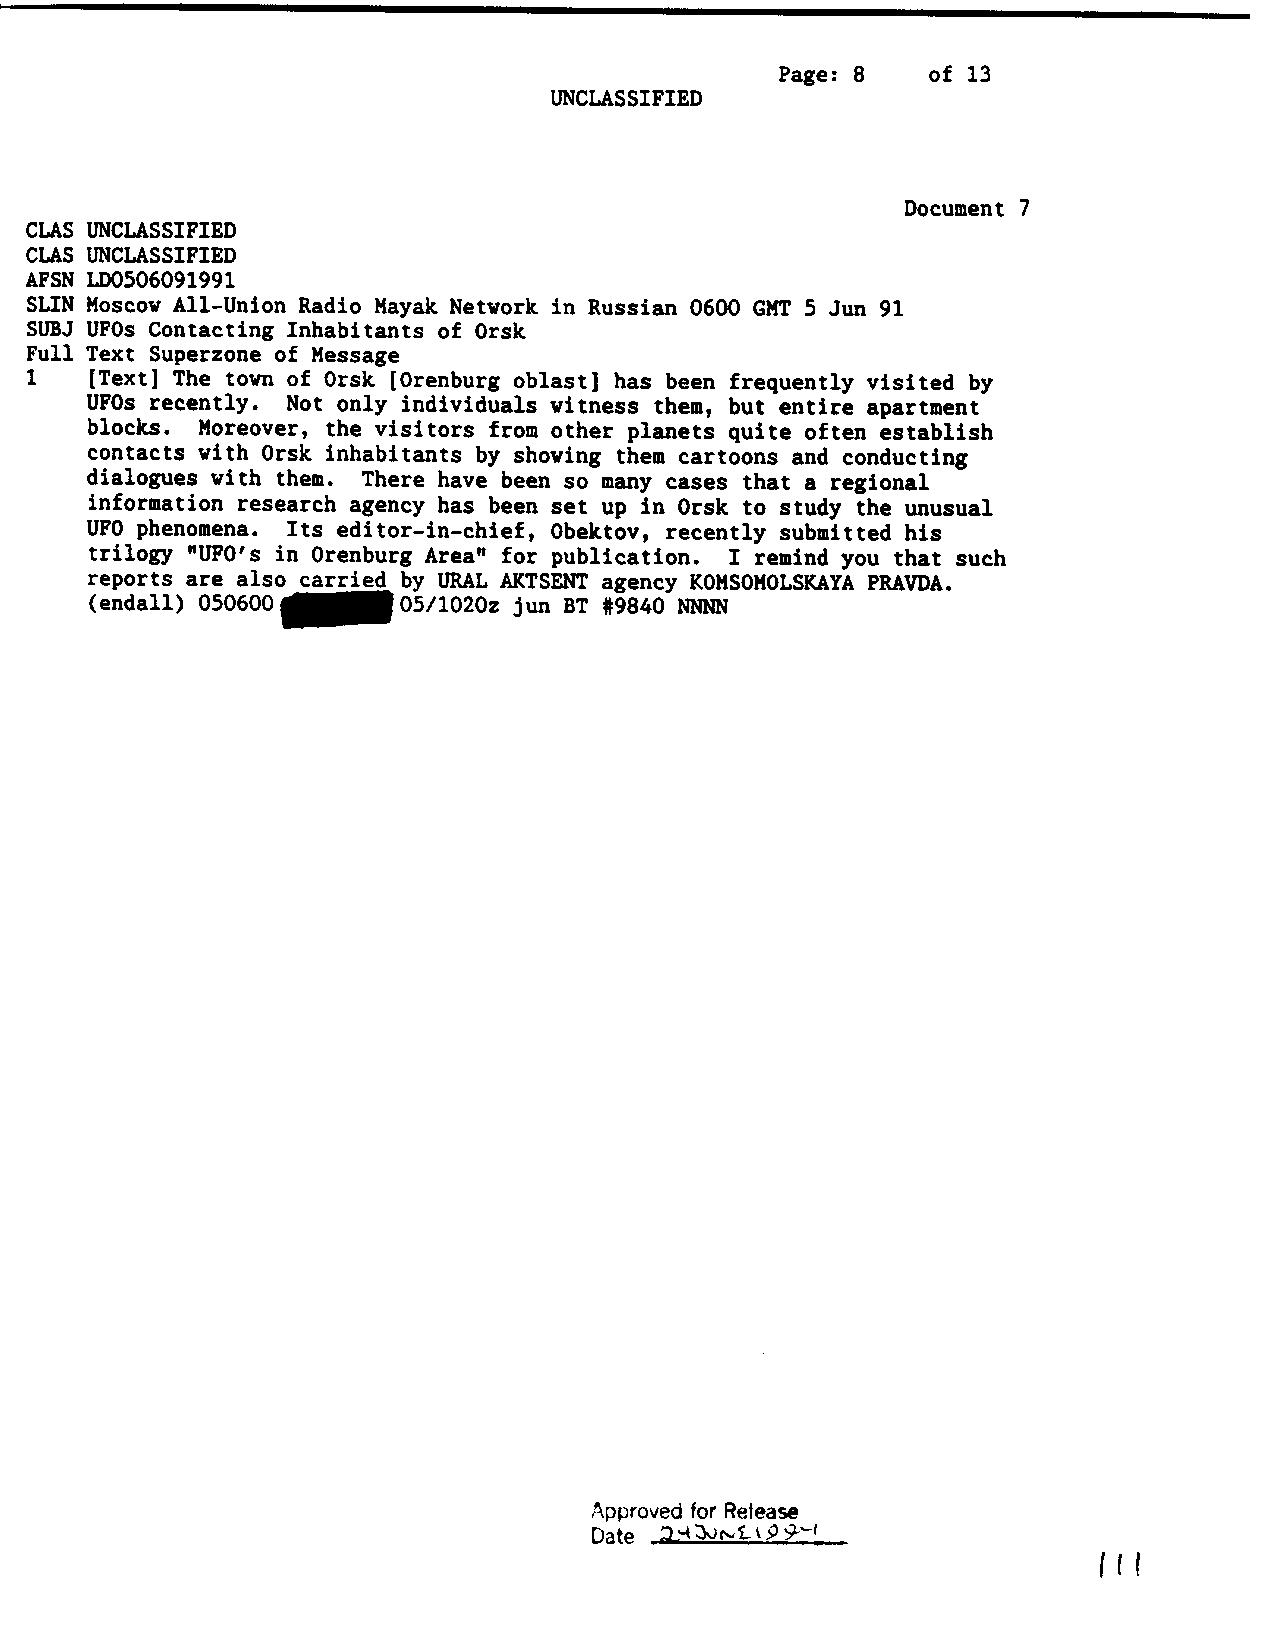 Page: 8 of 13
UNCLASSIFIED
Document 7
CLAS UNCLASSIFIED
CLAS UNCLASSIFIED
AFSN LD0506091991
SLIN Moscow All-Union Radio Mayak Network in Russian 0600 GMT 5 Jun 91
SUBJ UFOs Contacting Inhabitants of Orsk
Full Text Superzone of Message
1 [Text] The town of Orsk [Orenburg oblast] has been frequently visited by
UFOs recently. Not only individuals witness them, but entire apartment
blocks. Moreover, the visitors from other planets quite often establish
contacts with Orsk inhabitants by showing them cartoons and conducting
dialogues with them. There have been so many cases that a regional
information research agency has been set up in Orsk to study the unusual
UFO phenomena. Its editor-in-chief, Obektov, recently submitted his
trilogy "UFO's in Orenburg Area" for publication. I remind you that such
reports are also carried by URAL AKTSENT agency KOMSOMOLSKAYA PRAVDA.
(endall) 050600 05/1020z jun BT #9840 NNNN
Approved for Release
Date 24 JUNE 1994
111